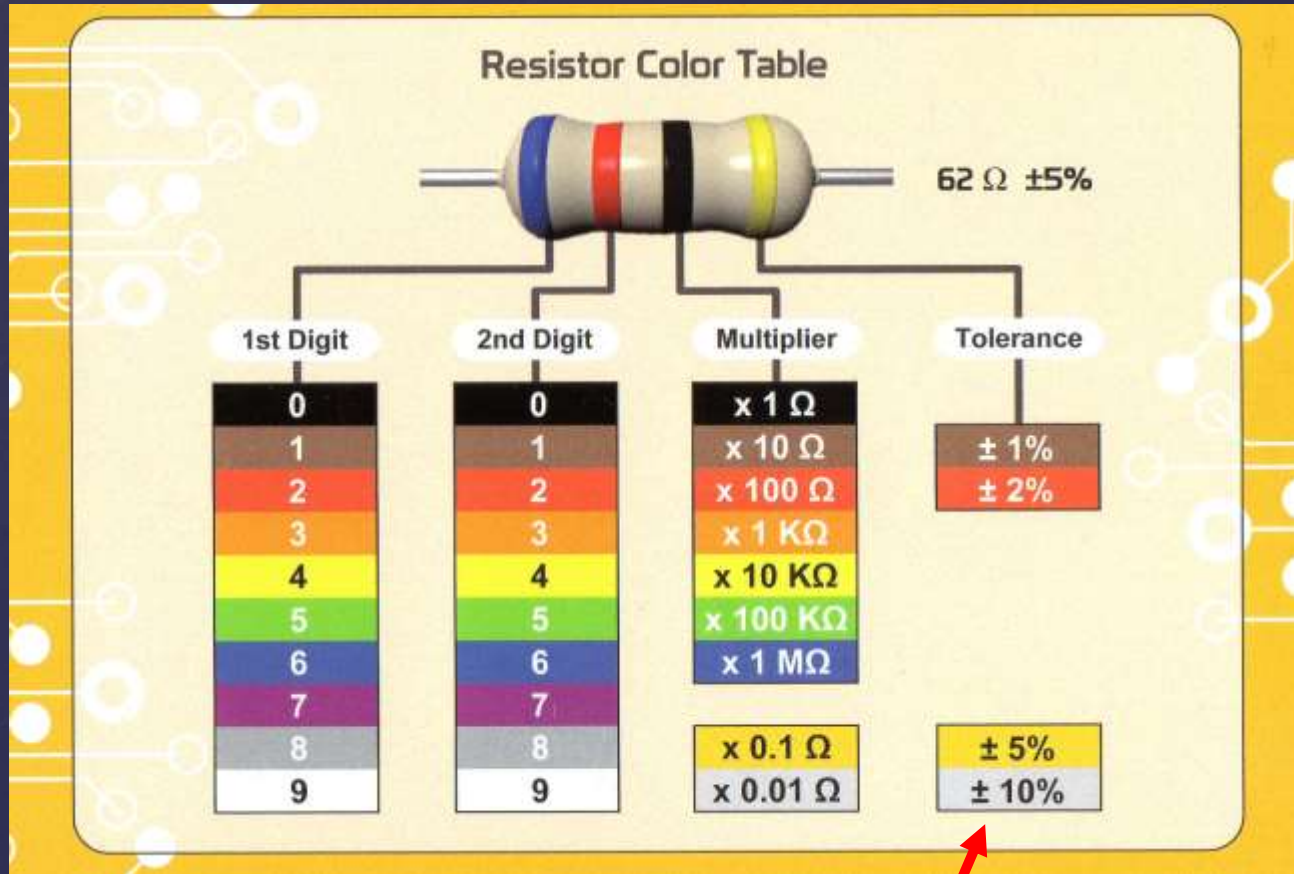 Resistor Color Table
62 Ω ±5%
1st Digit
2nd Digit
Multiplier
Tolerance
0
1
2
3
4
5
6
7
8
9
0
1
2
3
4
5
6
7
8
9
x 1 Ω
x 10 Ω
x 100 Ω
x 1 KΩ
x 10 KΩ
x 100 KΩ
x 1 MΩ
x 0.1 Ω
x 0.01 Ω
± 1%
± 2%
± 5%
± 10%